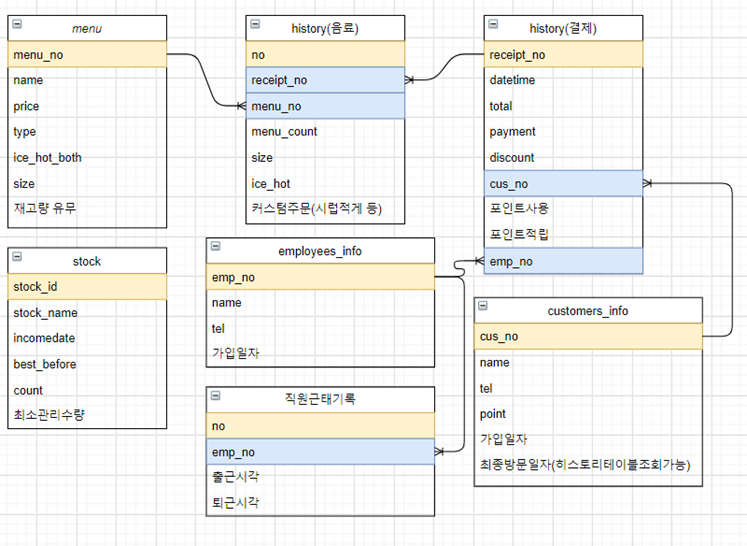 menu
menu_no
name
price
type
ice_hot_both
size
재고량 유무
history(음료)
no
receipt_no
menu_no
menu_count
size
ice_hot
커스텀주문(시럽적게 등)
history(결제)
receipt_no
datetime
total
payment
discount
cus_no
포인트사용
포인트적립
emp_no
stock
stock_id
stock_name
incomedate
best_before
count
최소관리수량
employees_info
emp_no
name
tel
가입일자
직원근태기록
no
emp_no
출근시각
퇴근시각
customers_info
cus_no
name
tel
point
가입일자
최종방문일자(히스토리테이블조회가능)